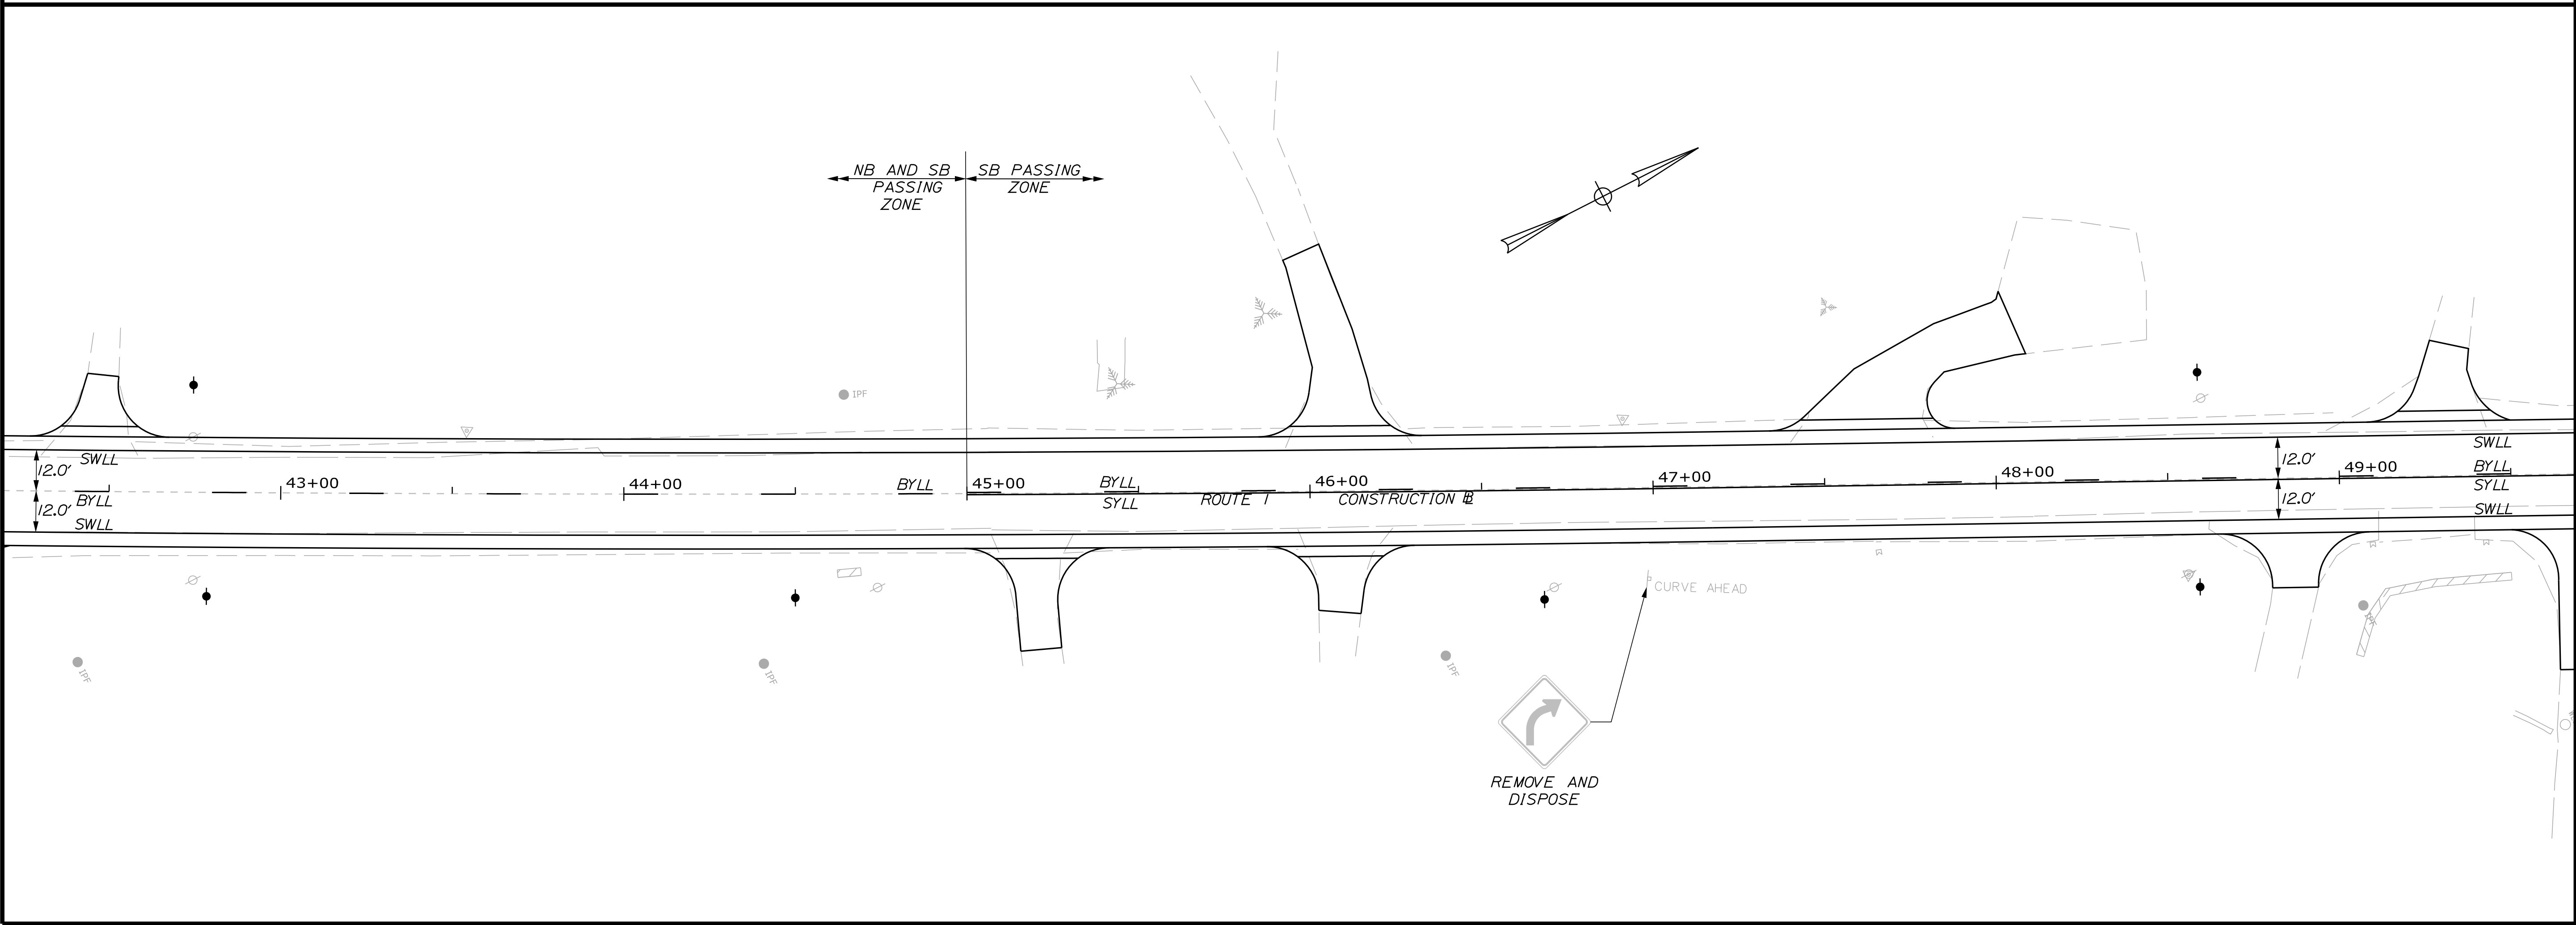 NB AND SB
PASSING
ZONE
SB PASSING
ZONE
IPF
SWLL
12.0'
BYLL
12.0'
SWLL
43+00
44+00
BYLL
45+00
BYLL
SYLL
ROUTE 1
CONSTRUCTION ℄
46+00
47+00
48+00
12.0'
12.0'
49+00
SWLL
BYLL
SYLL
SWLL
CURVE AHEAD
IPF
IPF
IPF
IPF
REMOVE AND
DISPOSE